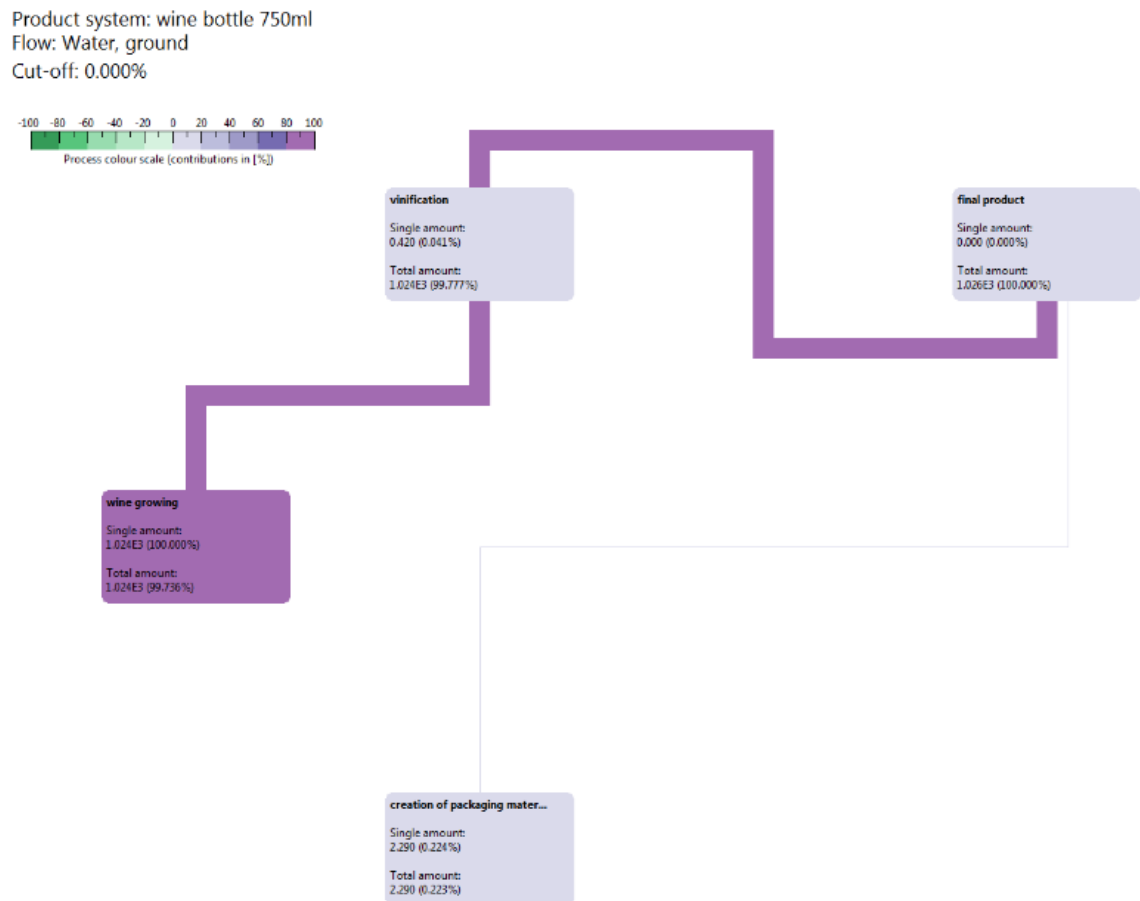 Product system: wine bottle 750ml
Flow: Water, ground
Cut-off: 0.000%
-100 -80 -60 -40 -20 0 20 40 60 80 100
Process colour scale (contributions in [%])
vinification
Single amount:
0.420 (0.041%)
Total amount:
1.024E3 (99.777%)
final product
Single amount:
0.000 (0.000%)
Total amount:
1.026E3 (100.000%)
wine growing
Single amount:
1.024E3 (100.000%)
Total amount:
1.024E3 (99.736%)
creation of packaging mater...
Single amount:
2.290 (0.224%)
Total amount:
2.290 (0.223%)